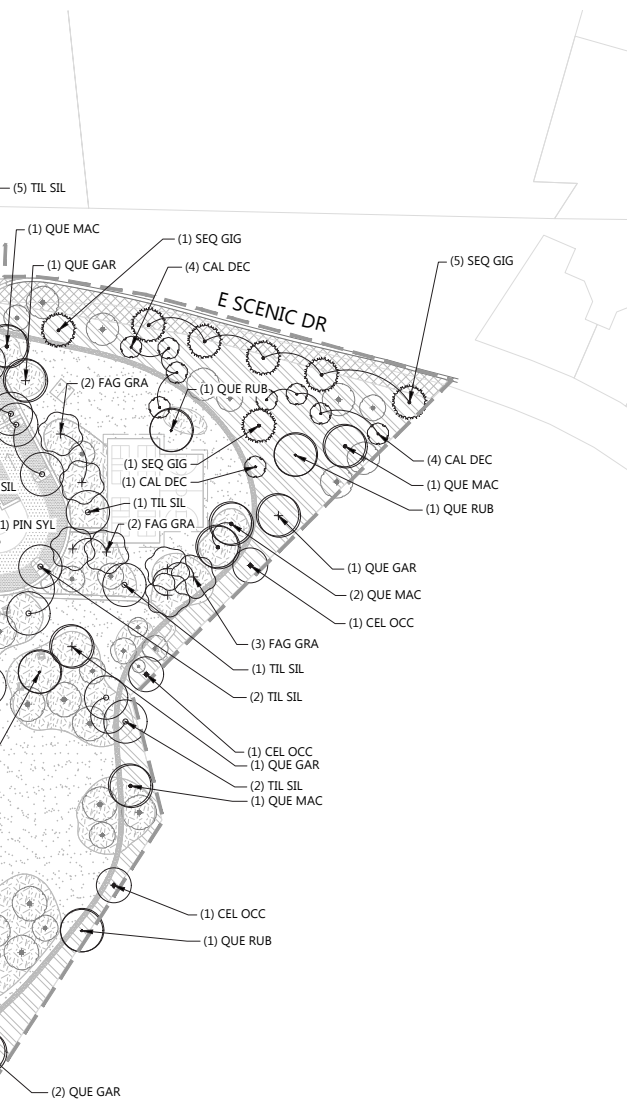 (5) TIL SIL
(1) QUE MAC
(1) SEQ GIG
(1) QUE GAR
(4) CAL DEC
(5) SEQ GIG
E SCENIC DR
(2) FAG GRA
(1) QUE RUB
(1) SEQ GIG
(4) CAL DEC
(1) CAL DEC
SIL
(1) QUE MAC
(1) TIL SIL
(1) QUE RUB
1) PIN SYL
(2) FAG GRA
(1) QUE GAR
(2) QUE MAC
(1) CEL OCC
(3) FAG GRA
(1) TIL SIL
(2) TIL SIL
(1) CEL OCC
(1) QUE GAR
(2) TIL SIL
(1) QUE MAC
(1) CEL OCC
(1) QUE RUB
(2) QUE GAR